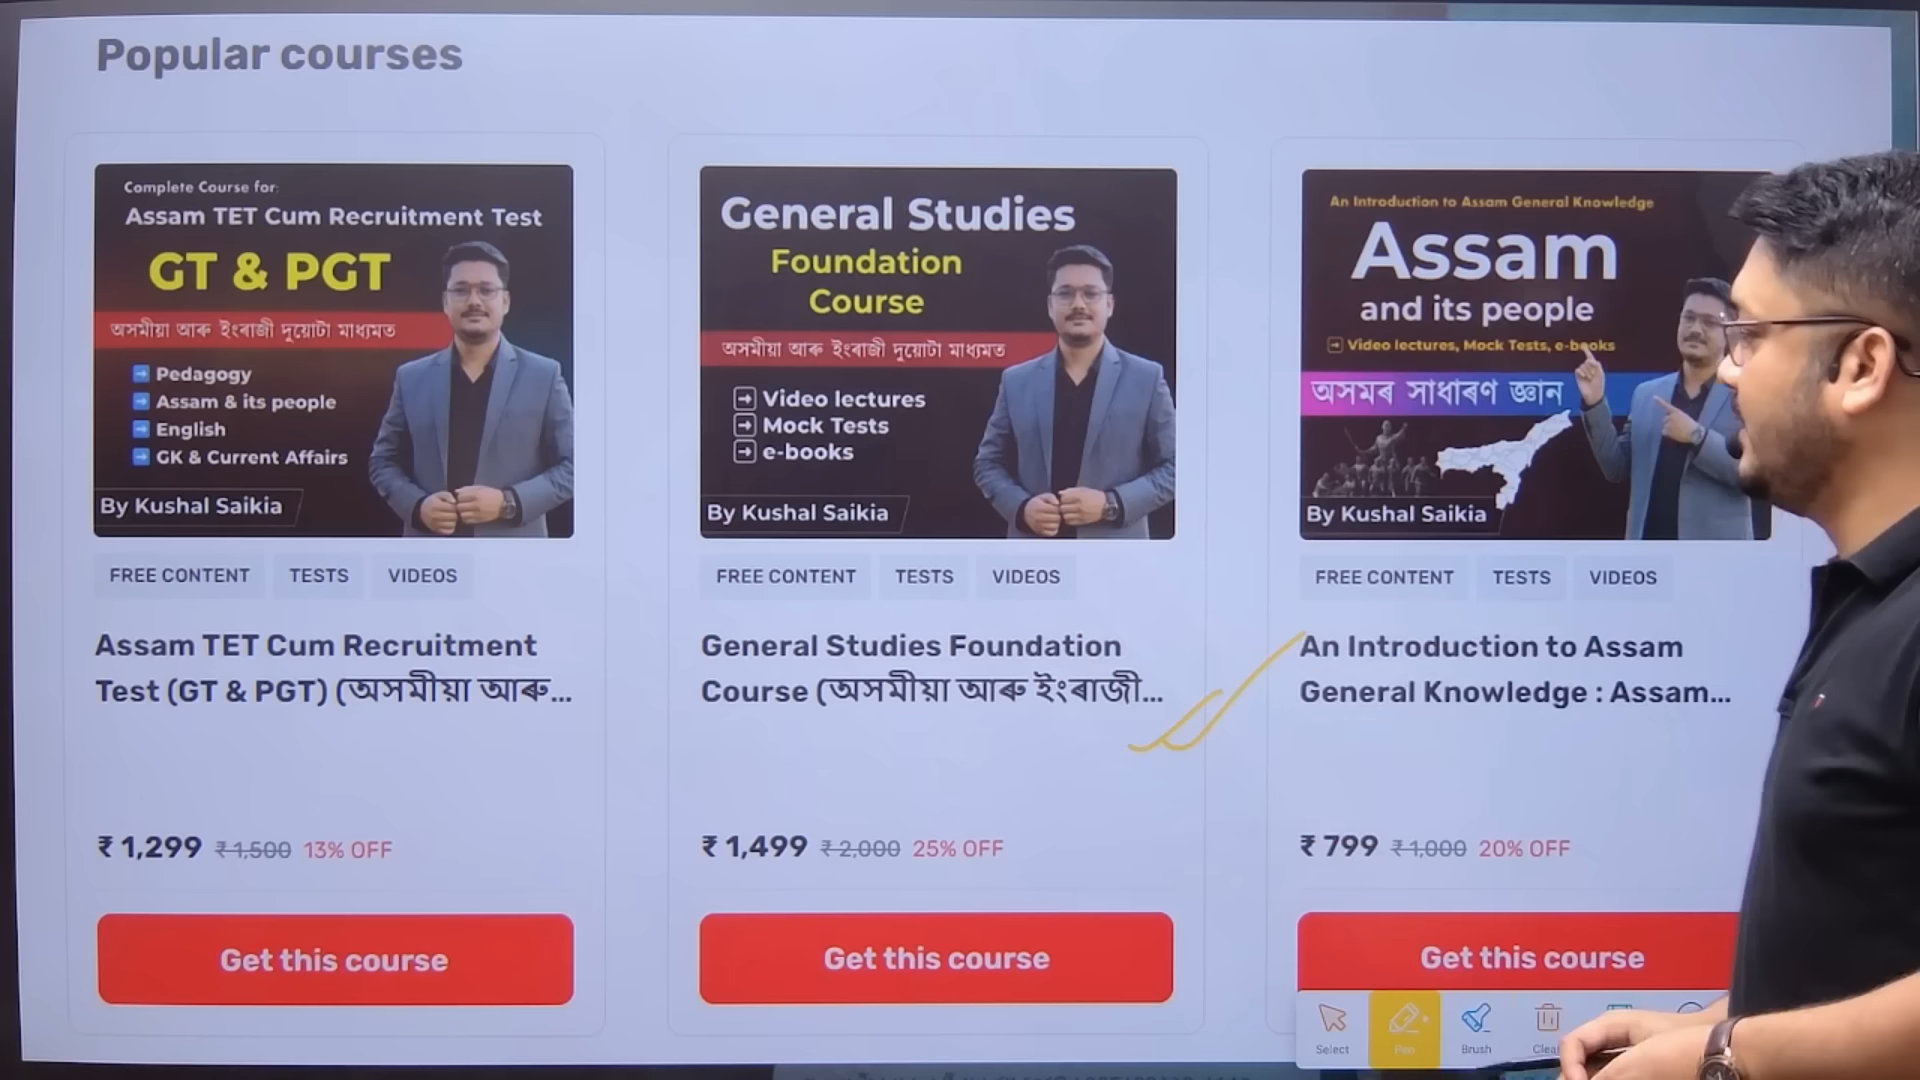 Popular courses
Complete Course for:
Assam TET Cum Recruitment Test
GT & PGT
অসমীয়া আৰু ইংৰাজী দুয়োটা মাধ্যমত
Pedagogy
Assam & its people
English
GK & Current Affairs
By Kushal Saikia
FREE CONTENT TESTS VIDEOS
Assam TET Cum Recruitment
Test (GT & PGT) (অসমীয়া আৰু...
₹ 1,299 ₹ 1,500 13% OFF
Get this course
General Studies
Foundation
Course
অসমীয়া আৰু ইংৰাজী দুয়োটা মাধ্যমত
Video lectures
Mock Tests
e-books
By Kushal Saikia
FREE CONTENT TESTS VIDEOS
General Studies Foundation
Course (অসমীয়া আৰু ইংৰাজী...
₹ 1,499 ₹ 2,000 25% OFF
Get this course
An Introduction to Assam General Knowledge
Assam
and its people
Video lectures, Mock Tests, e-books
অসমৰ সাধাৰণ জ্ঞান
By Kushal Saikia
FREE CONTENT TESTS VIDEOS
An Introduction to Assam
General Knowledge : Assam...
₹ 799 ₹ 1,000 20% OFF
Get this course
Select Pen Brush